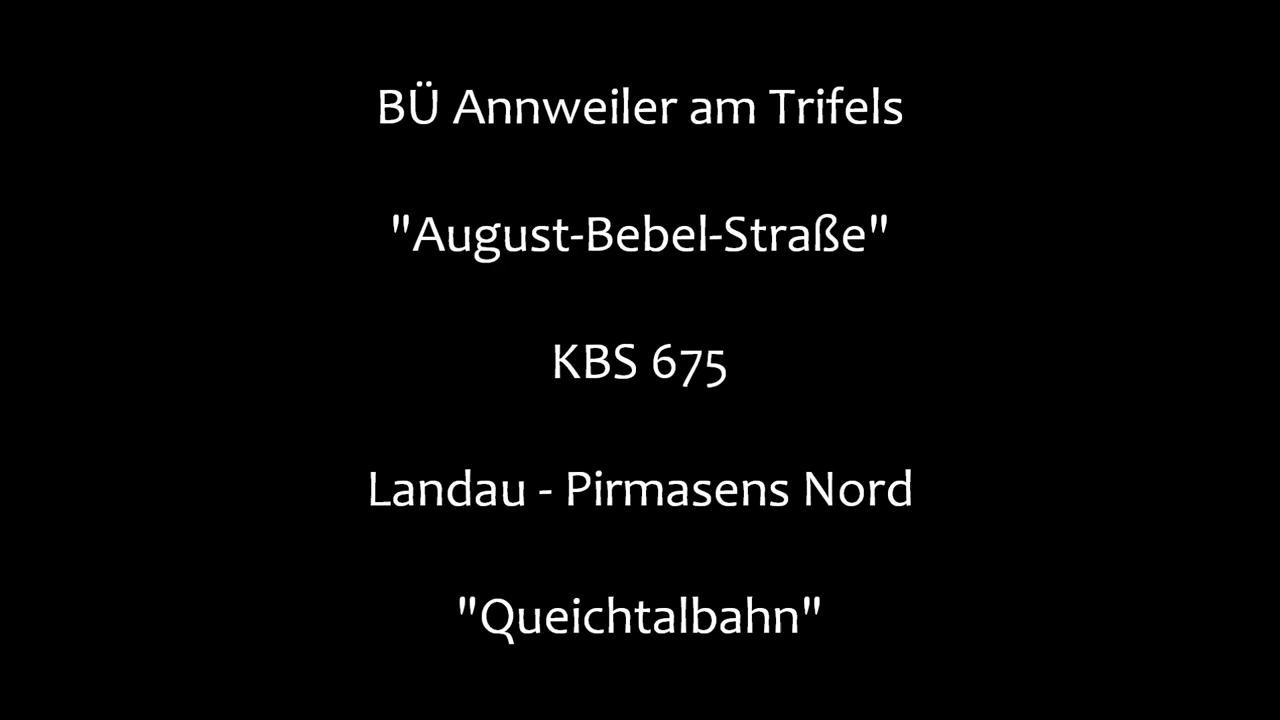 BÜ Annweiler am Trifels
"August-Bebel-Straße"
KBS 675
Landau - Pirmasens Nord
"Queichtalbahn"